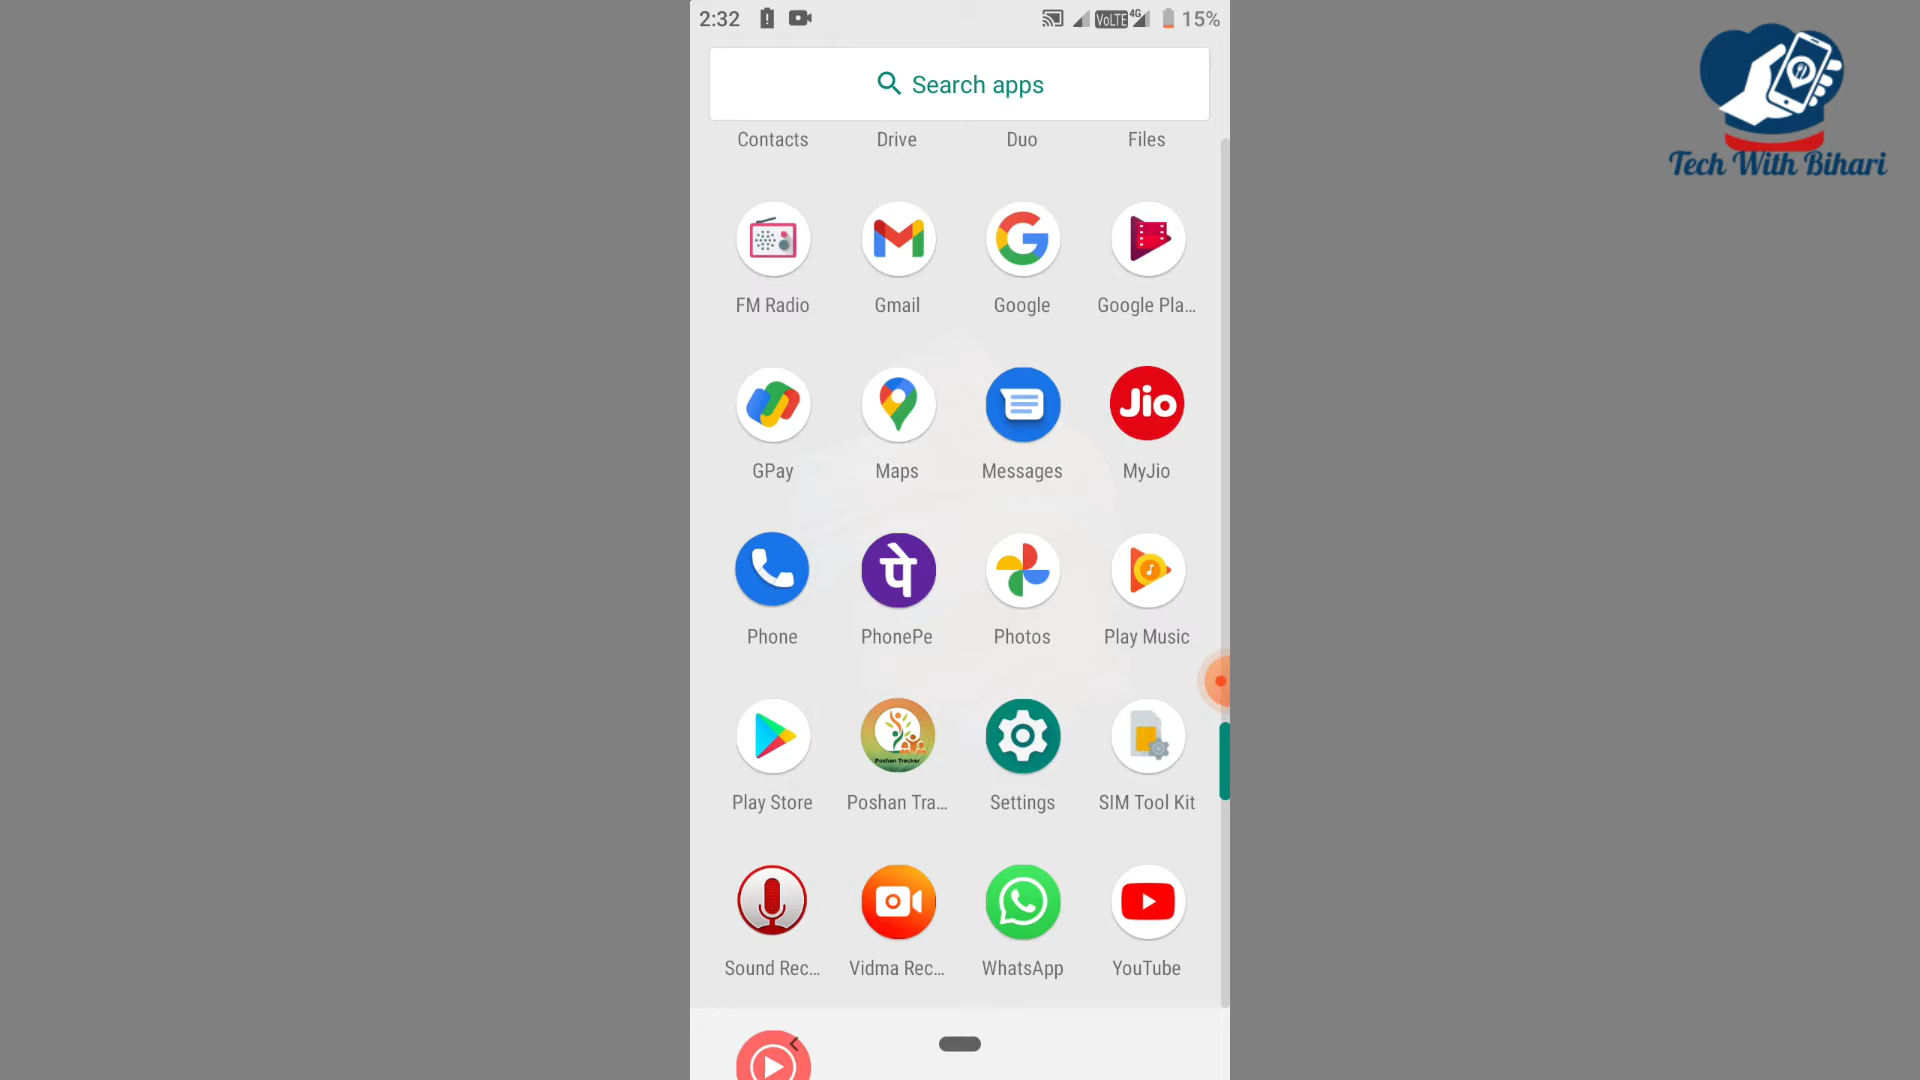 2:32
VoLTE 4G 15%
Tech With Bihari
Search apps
Contacts Drive Duo Files
FM Radio Gmail Google Google Pla...
Jio
GPay Maps Messages MyJio
पे
Phone PhonePe Photos Play Music
Poshan Tracker
Play Store Poshan Tra... Settings SIM Tool Kit
Sound Rec... Vidma Rec... WhatsApp YouTube